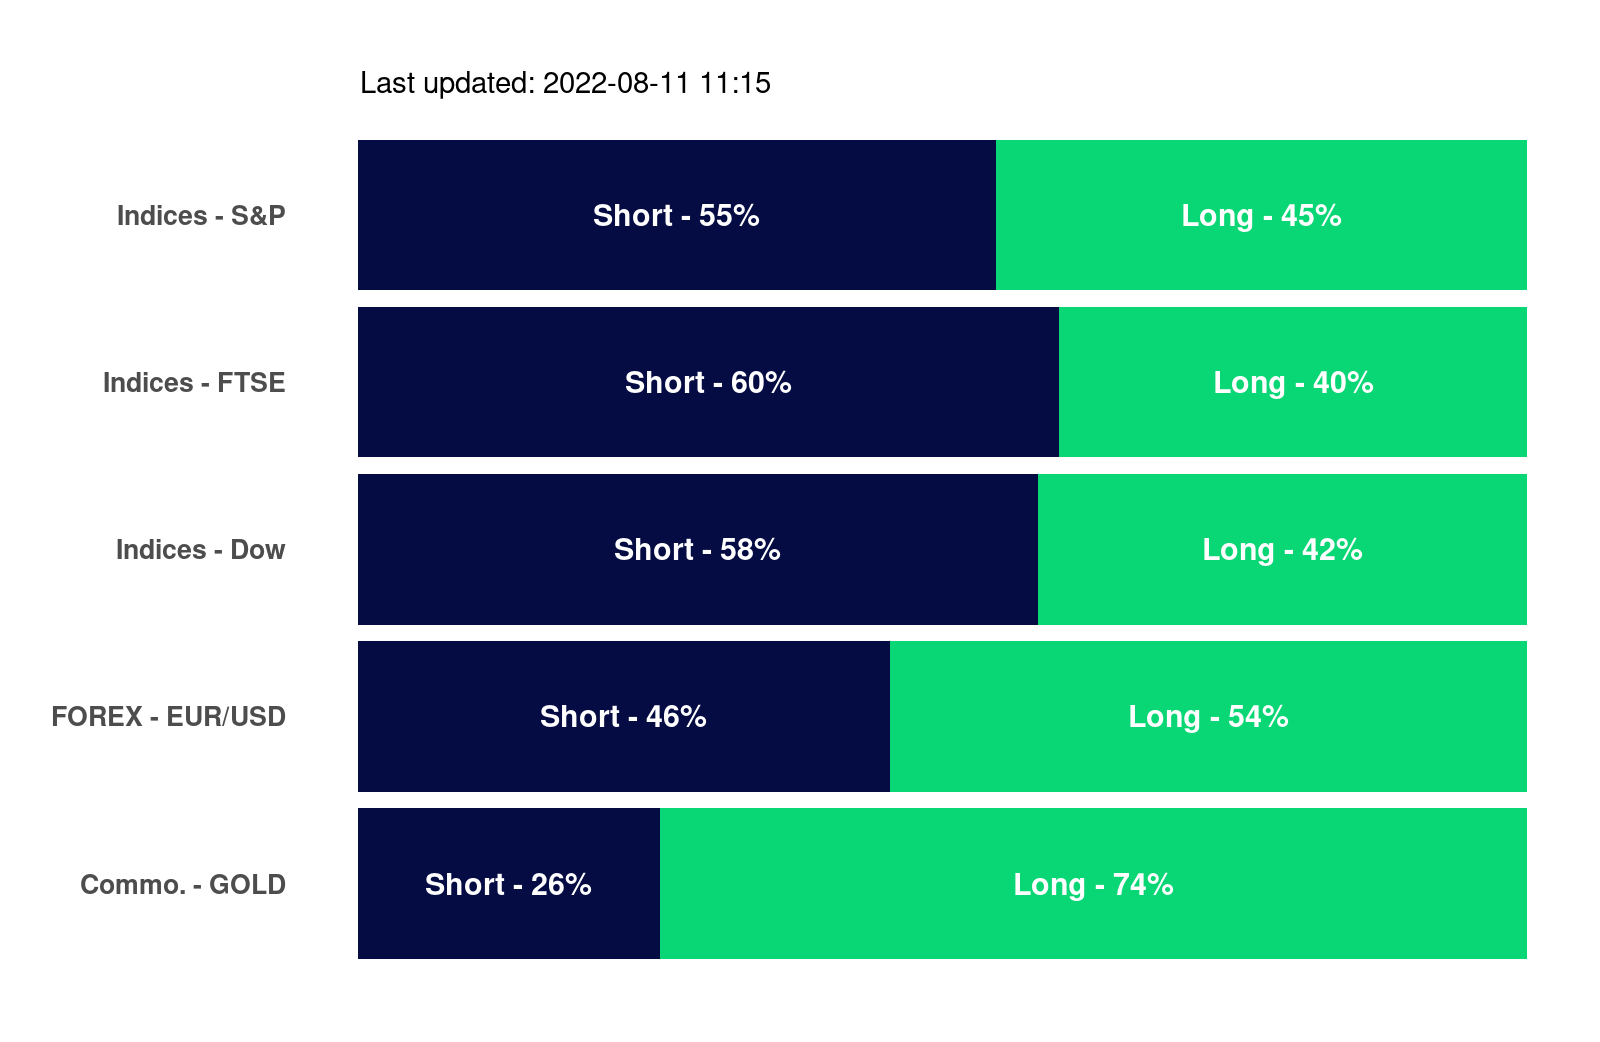 Last updated: 2022-08-11 11:15
Indices - S&P
Short - 55%
Long - 45%
Indices - FTSE
Short - 60%
Long - 40%
Indices - Dow
Short - 58%
Long - 42%
FOREX - EUR/USD
Short - 46%
Long - 54%
Commo. - GOLD
Short - 26%
Long - 74%